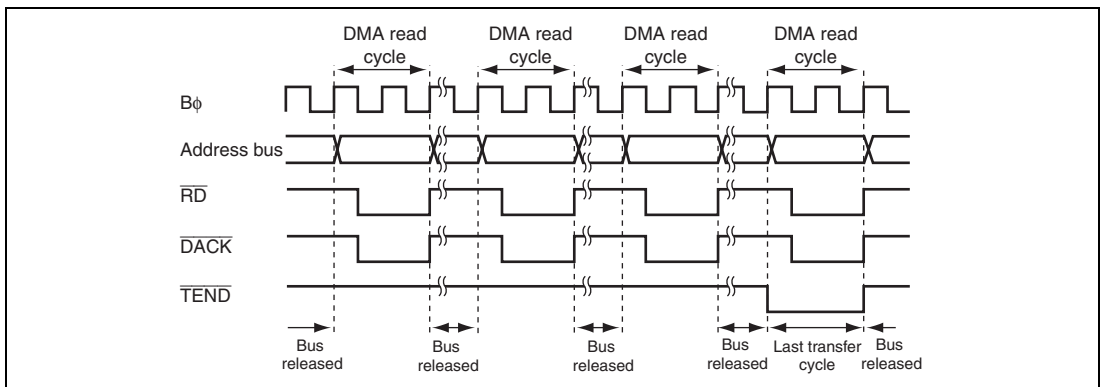 DMA read cycle
DMA read cycle
DMA read cycle
DMA read cycle
Bφ
Address bus
RD
DACK
TEND
Bus released
Bus released
Bus released
Bus released
Last transfer cycle
Bus released